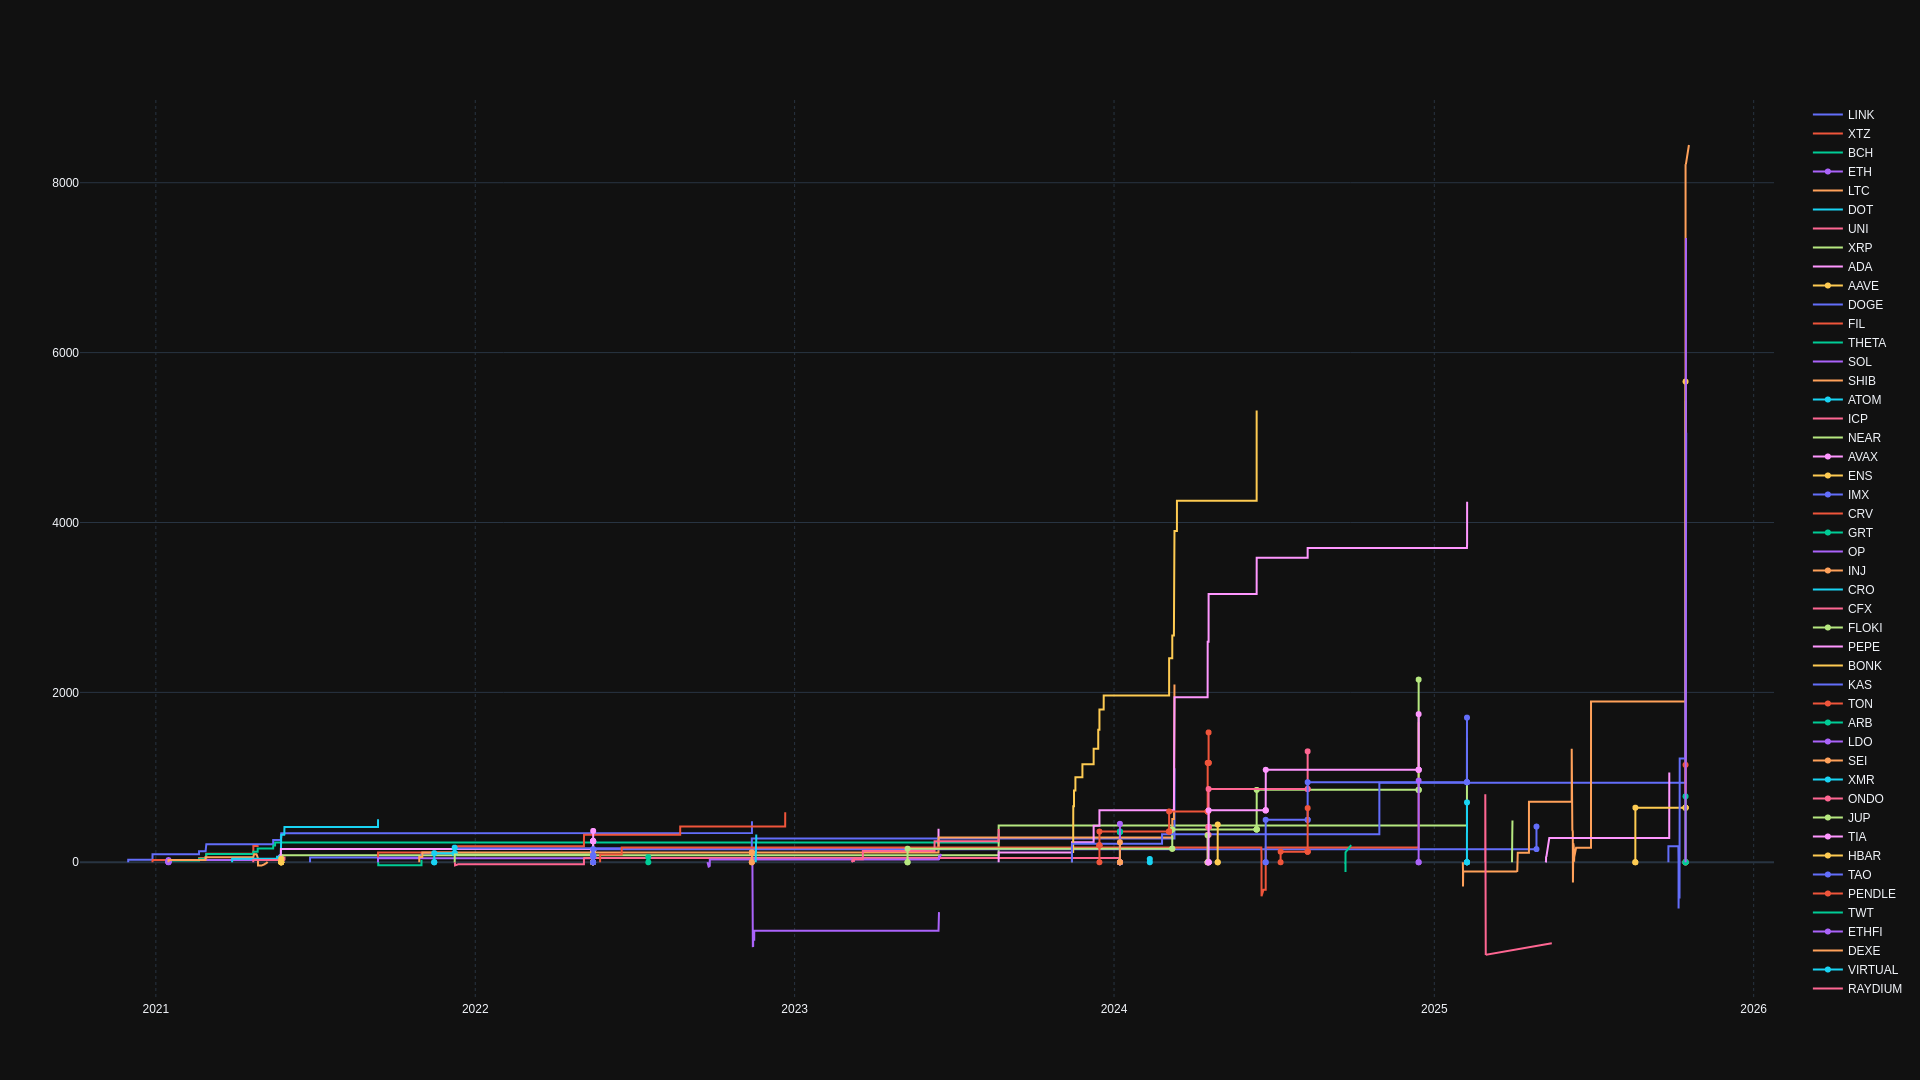 8000
6000
4000
2000
0
2021 2022 2023 2024 2025 2026
LINK
XTZ
BCH
ETH
LTC
DOT
UNI
XRP
ADA
AAVE
DOGE
FIL
THETA
SOL
SHIB
ATOM
ICP
NEAR
AVAX
ENS
IMX
CRV
GRT
OP
INJ
CRO
CFX
FLOKI
PEPE
BONK
KAS
TON
ARB
LDO
SEI
XMR
ONDO
JUP
TIA
HBAR
TAO
PENDLE
TWT
ETHFI
DEXE
VIRTUAL
RAYDIUM